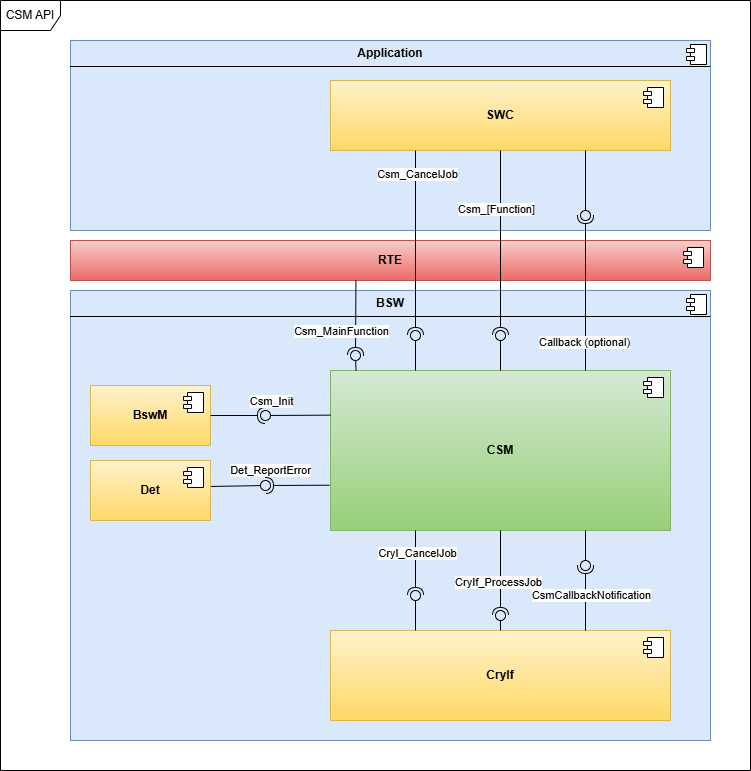 CSM API
Application
SWC
Csm_CancelJob
Csm_[Function]
RTE
BSW
Csm_MainFunction
Callback (optional)
Csm_Init
BswM
CSM
Det_ReportError
Det
CryI_CancelJob
CryIf_ProcessJob
CsmCallbackNotification
CryIf